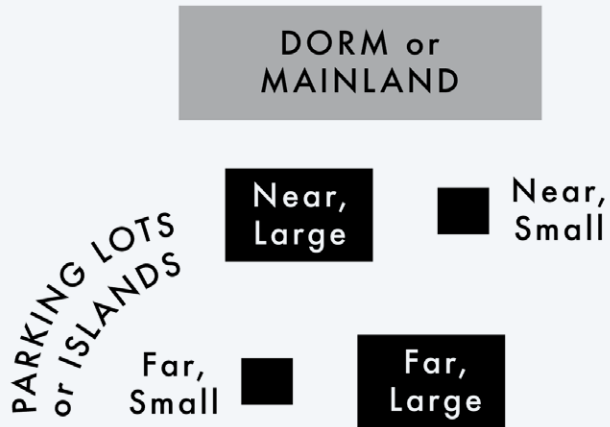 DORM or
MAINLAND
Near,
Large
Near,
Small
PARKING LOTS
or ISLANDS
Far,
Small
Far,
Large